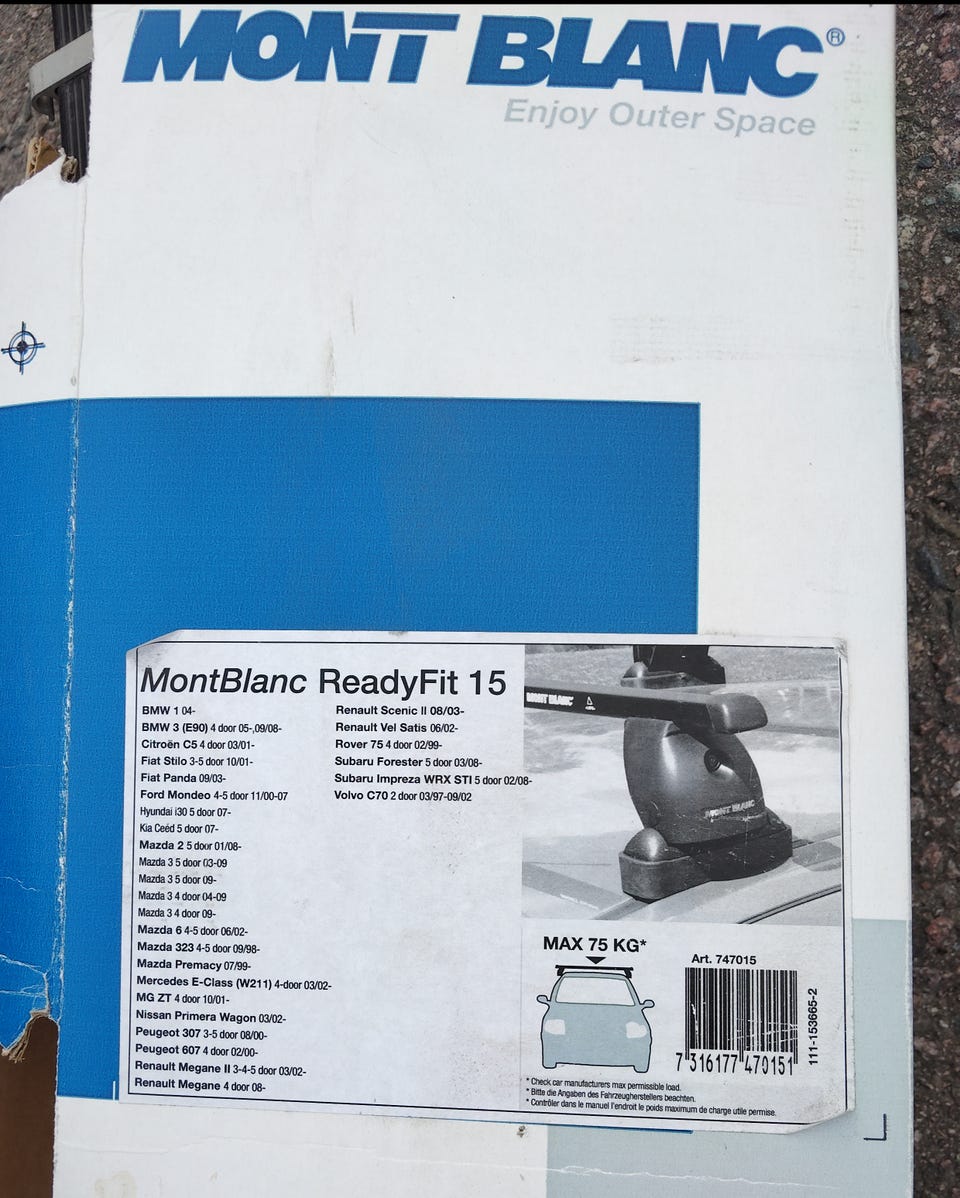 MONT BLANC®
Enjoy Outer Space
MontBlanc ReadyFit 15
BMW 1 04-
BMW 3 (E90) 4 door 05-,09/08-
Citroën C5 4 door 03/01-
Fiat Stilo 3-5 door 10/01-
Fiat Panda 09/03-
Ford Mondeo 4-5 door 11/00-07
Hyundai i30 5 door 07-
Kia Ceéd 5 door 07-
Mazda 2 5 door 01/08-
Mazda 3 5 door 03-09
Mazda 3 5 door 09-
Mazda 3 4 door 04-09
Mazda 3 4 door 09-
Mazda 6 4-5 door 06/02-
Mazda 323 4-5 door 09/98-
Mazda Premacy 07/99-
Mercedes E-Class (W211) 4-door 03/02-
MG ZT 4 door 10/01-
Nissan Primera Wagon 03/02-
Peugeot 307 3-5 door 08/00-
Peugeot 607 4 door 02/00-
Renault Megane II 3-4-5 door 03/02-
Renault Megane 4 door 08-
Renault Scenic II 08/03-
Renault Vel Satis 06/02-
Rover 75 4 door 02/99-
Subaru Forester 5 door 03/08-
Subaru Impreza WRX STI 5 door 02/08-
Volvo C70 2 door 03/97-09/02
MONT BLANC
MONT BLANC
MAX 75 KG*
Art. 747015
7 316177 470151
111-153665-2
* Check car manufacturers max permissible load.
* Bitte die Angaben des Fahrzeugherstellers beachten.
* Contrôler dans le manuel l'endroit le poids maximum de charge utile permise.